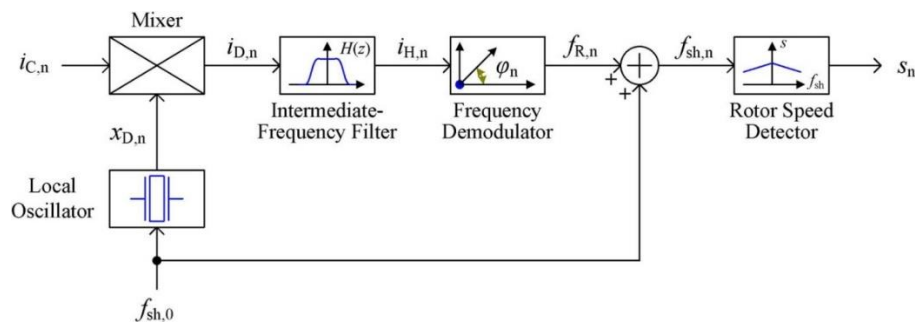 Mixer
i_C,n
i_D,n
H(z)
i_H,n
φ_n
f_R,n
+
+
f_sh,n
s
f_sh
s_n
Intermediate-
Frequency Filter
Frequency
Demodulator
Rotor Speed
Detector
x_D,n
Local
Oscillator
f_sh,0